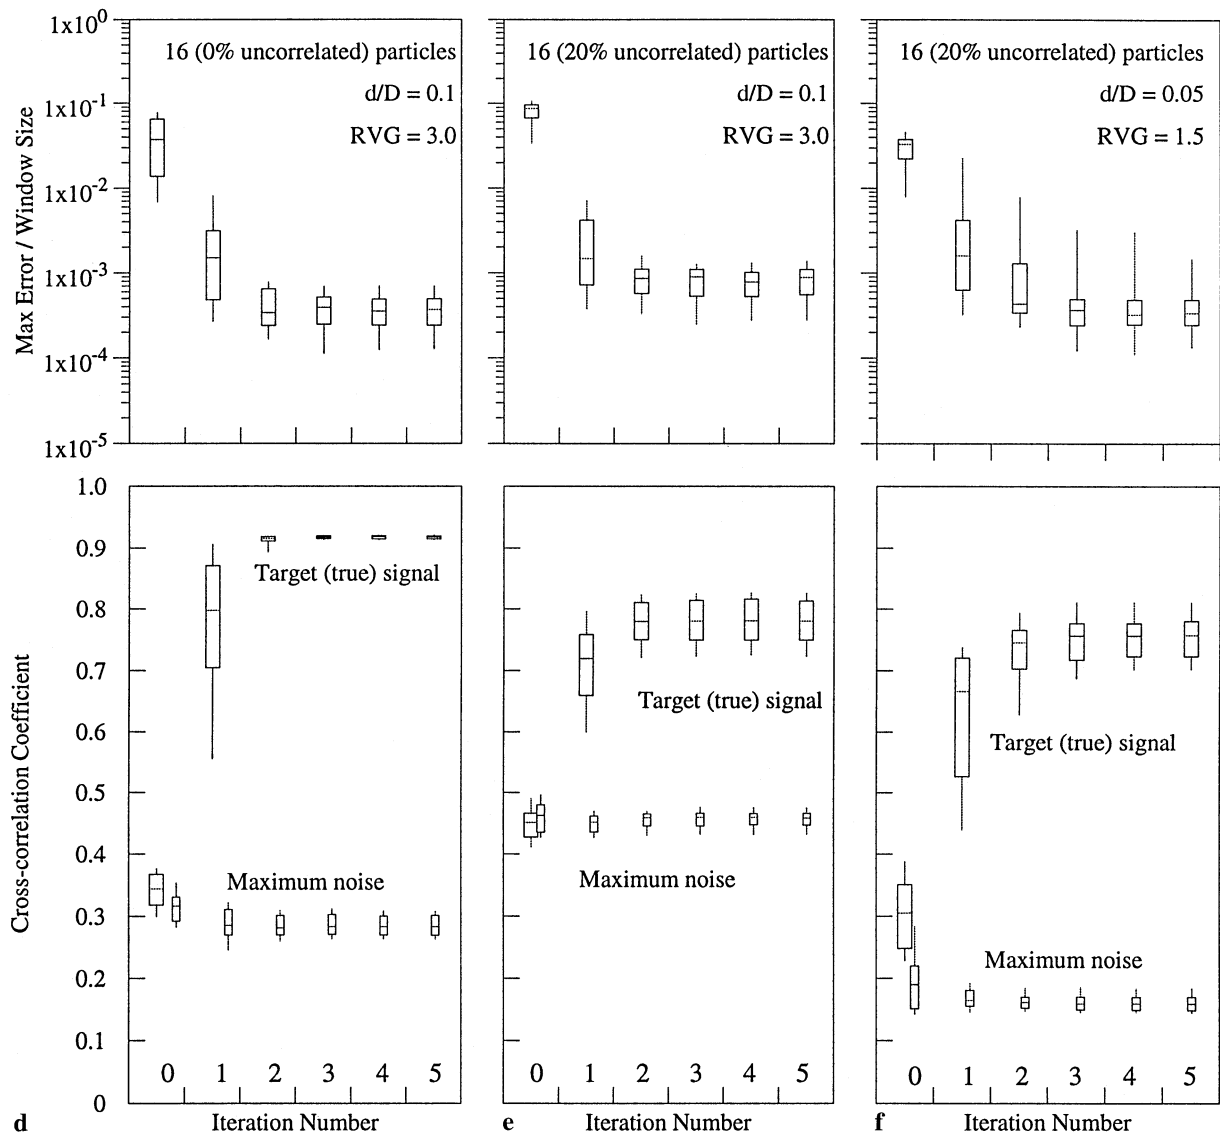 1x10^0
1x10^-1
1x10^-2
1x10^-3
1x10^-4
1x10^-5
Max Error / Window Size
16 (0% uncorrelated) particles
d/D = 0.1
RVG = 3.0
16 (20% uncorrelated) particles
d/D = 0.1
RVG = 3.0
16 (20% uncorrelated) particles
d/D = 0.05
RVG = 1.5
1.0
0.9
0.8
0.7
0.6
0.5
0.4
0.3
0.2
0.1
0
Cross-correlation Coefficient
Target (true) signal
Maximum noise
0 1 2 3 4 5
Target (true) signal
Maximum noise
0 1 2 3 4 5
Target (true) signal
Maximum noise
0 1 2 3 4 5
d Iteration Number
e Iteration Number
f Iteration Number